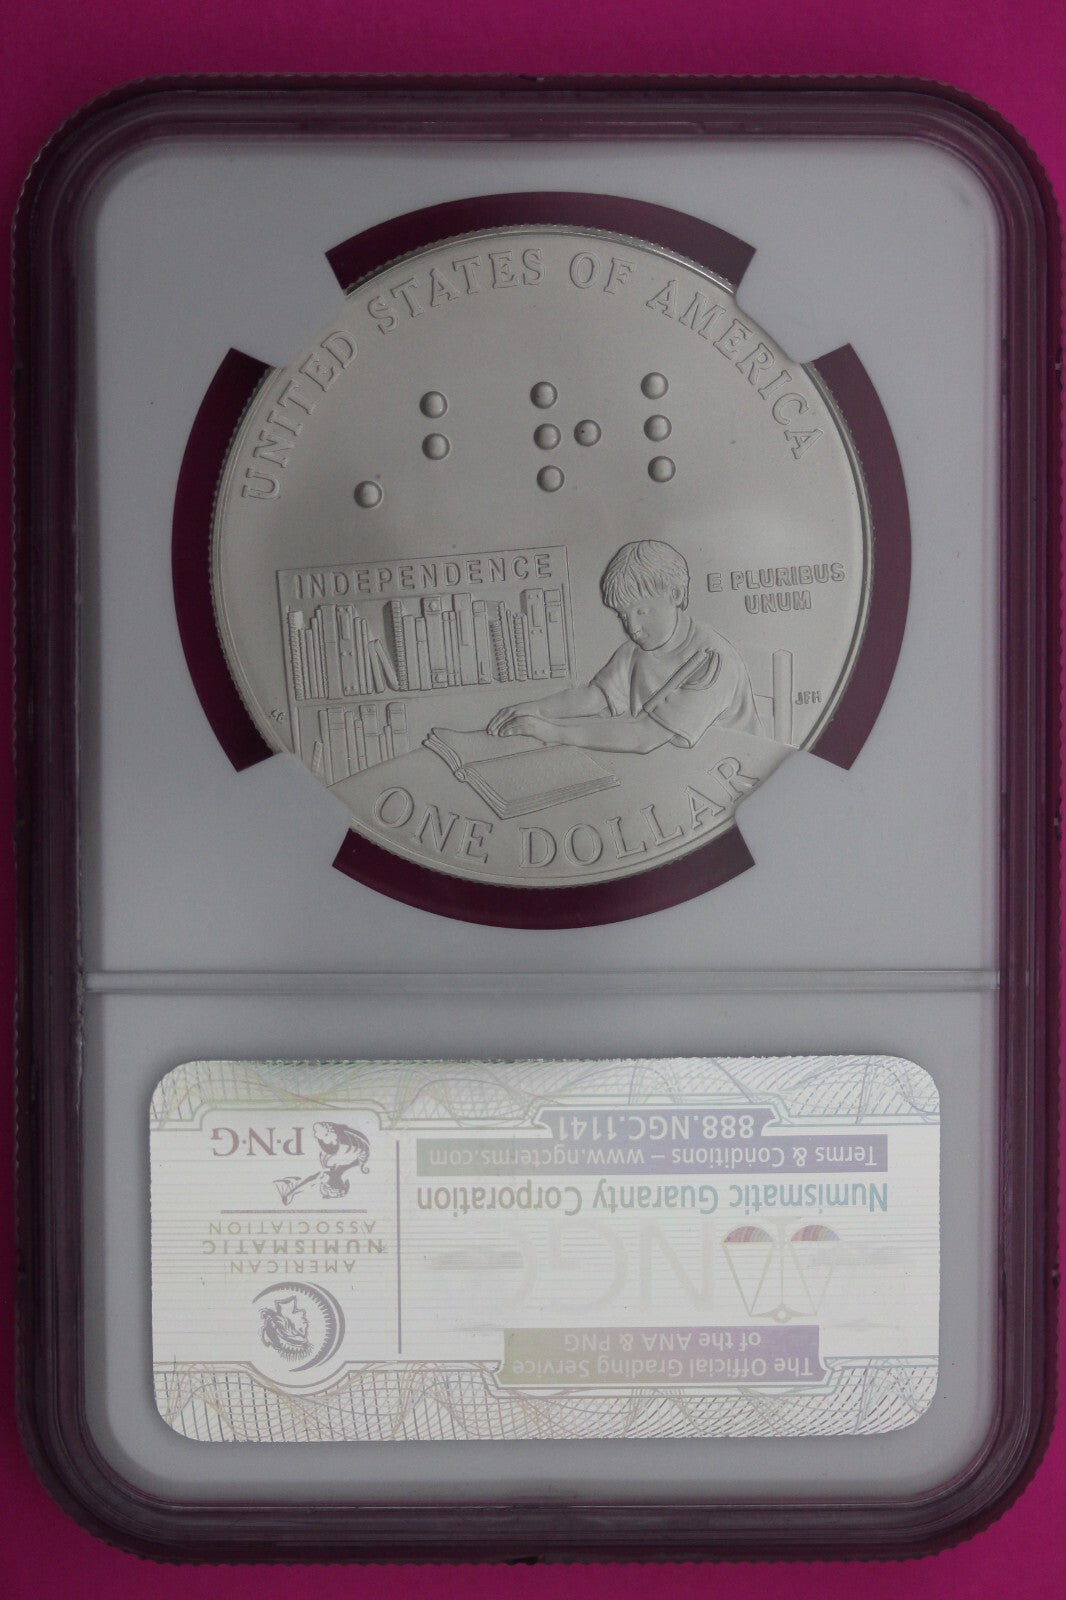 UNITED STATES OF AMERICA
INDEPENDENCE
E PLURIBUS
UNUM
JFM
ONE DOLLAR
The Official Grading Service
of the ANA & PNG
NGC
Numismatic Guaranty Corporation
Terms & Conditions – www.ngcterms.com
888.NGC.1141
AMERICAN
NUMISMATIC
ASSOCIATION
P·N·G